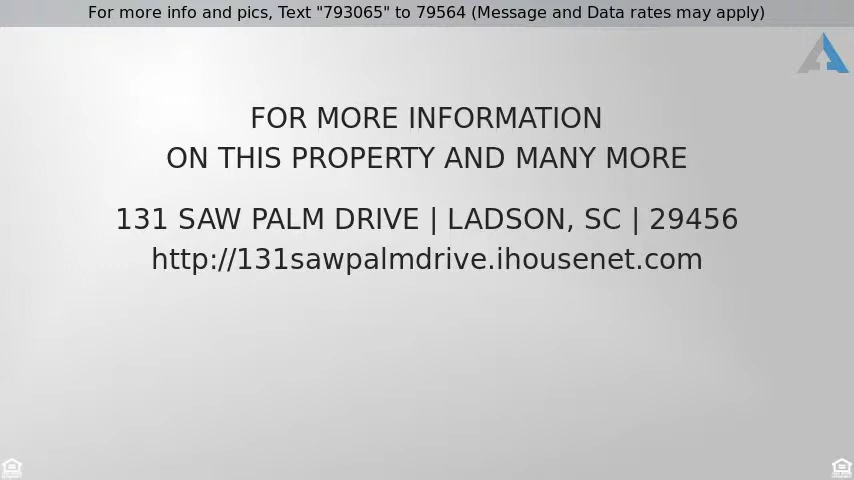 For more info and pics, Text "793065" to 79564 (Message and Data rates may apply)
FOR MORE INFORMATION
ON THIS PROPERTY AND MANY MORE
131 SAW PALM DRIVE | LADSON, SC | 29456
http://131sawpalmdrive.ihousenet.com